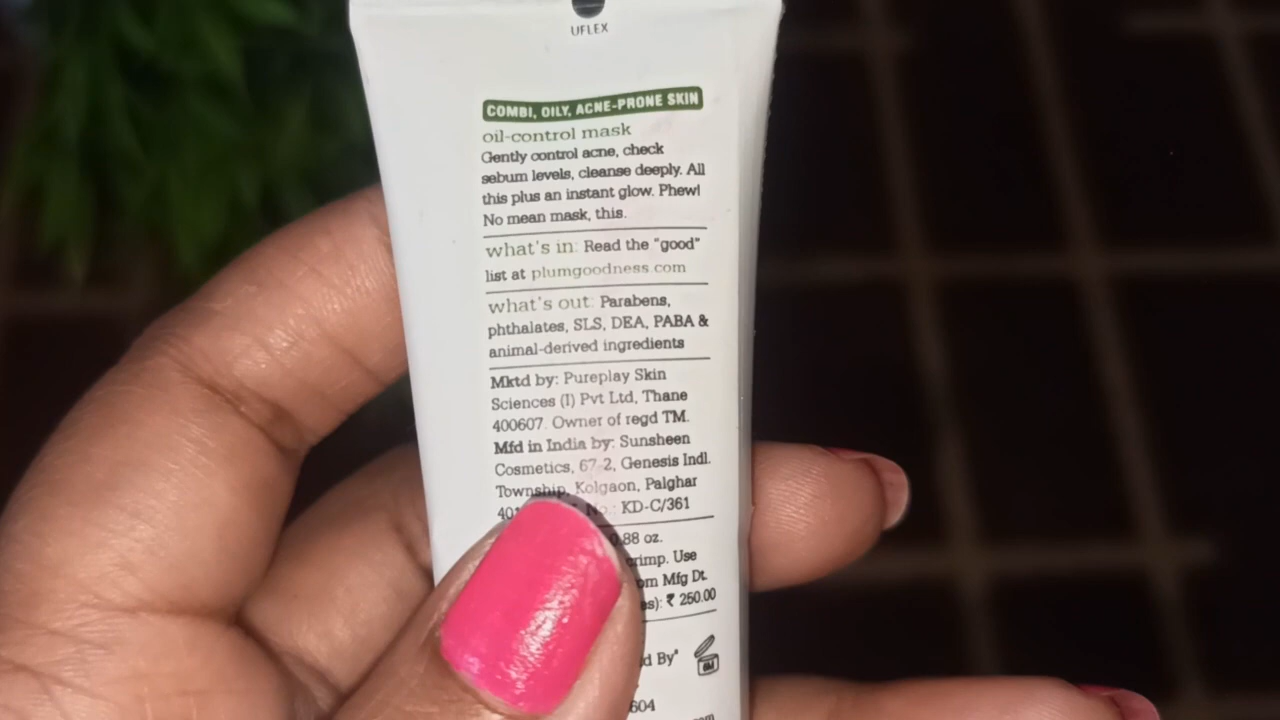 UFLEX
COMBI, OILY, ACNE-PRONE SKIN
oil-control mask
Gently control acne, check
sebum levels, cleanse deeply. All
this plus an instant glow. Phew!
No mean mask, this.
what's in: Read the "good"
list at plumgoodness.com
what's out: Parabens,
phthalates, SLS, DEA, PABA &
animal-derived ingredients
Mktd by: Pureplay Skin
Sciences (I) Pvt Ltd, Thane
400607. Owner of regd TM.
Mfd in India by: Sunsheen
Cosmetics, 67-2, Genesis Indl.
Township, Kolgaon, Palghar
No.: KD-C/361
0.88 oz.
crimp. Use
Mfg Dt.
₹ 250.00
By"
6M
604